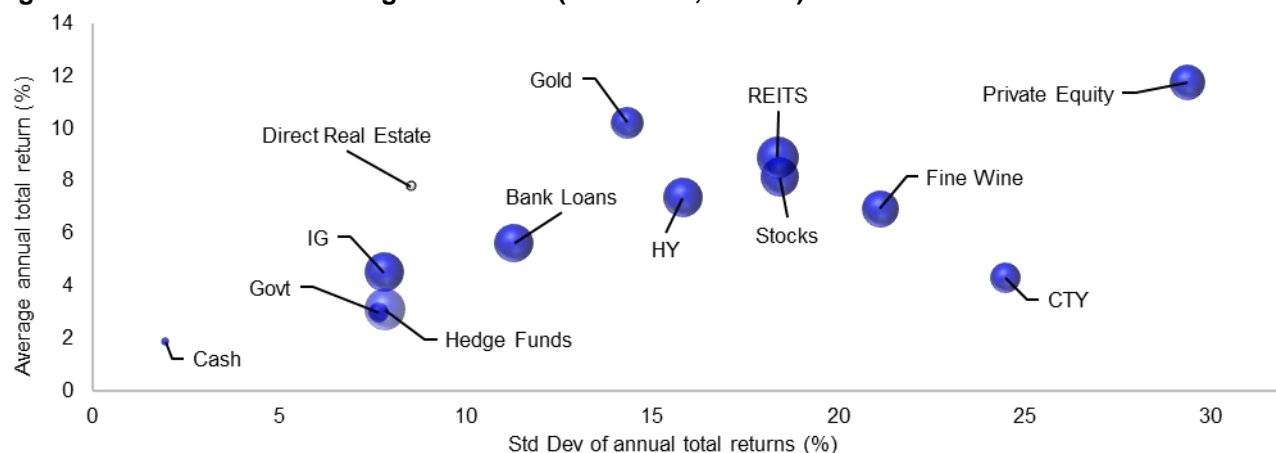 14
12
10
8
6
4
2
0
Average annual total return (%)
Gold
REITS
Private Equity
Direct Real Estate
Bank Loans
Fine Wine
IG
HY
Stocks
Govt
CTY
Hedge Funds
Cash
0 5 10 15 20 25 30
Std Dev of annual total returns (%)